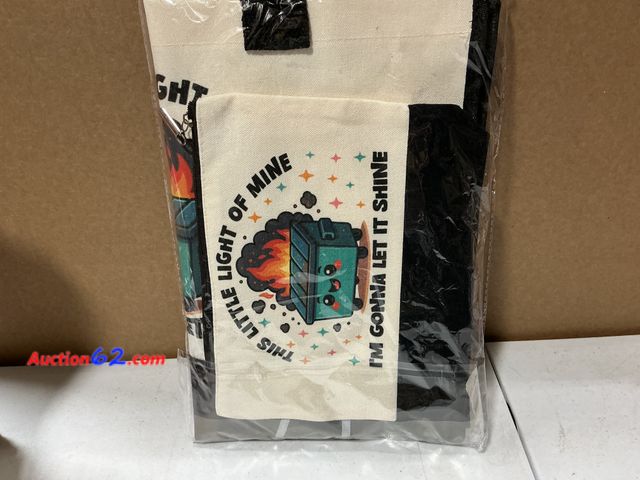 GHT
THIS LITTLE LIGHT OF MINE
I'M GONNA LET IT SHINE
Auction62.com